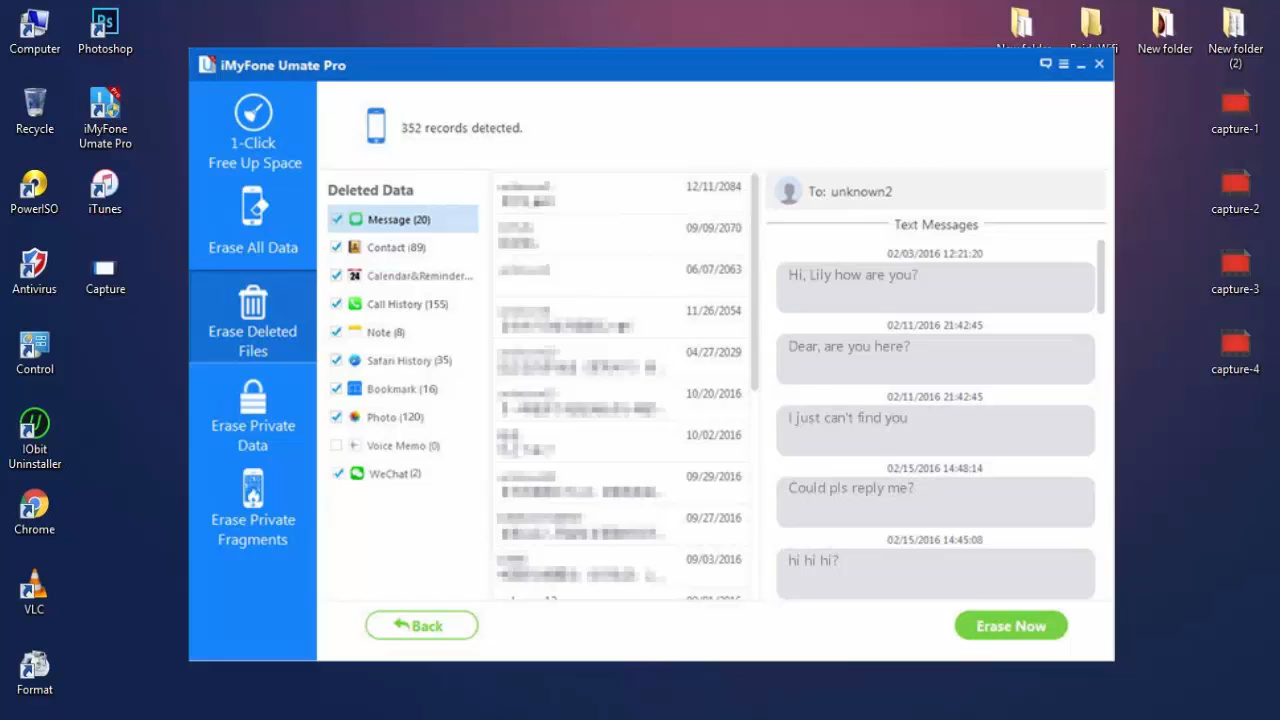 Computer
Photoshop
New folder
New folder
(2)
iMyFone Umate Pro
Recycle
iMyFone
Umate Pro
capture-1
PowerISO
iTunes
capture-2
Antivirus
Capture
capture-3
Control
capture-4
IObit
Uninstaller
Chrome
VLC
Format
1-Click
Free Up Space
Erase All Data
Erase Deleted
Files
Erase Private
Data
Erase Private
Fragments
352 records detected.
Deleted Data
Message (20)
Contact (89)
24 Calendar&Reminder...
Call History (155)
Note (8)
Safari History (35)
Bookmark (16)
Photo (120)
Voice Memo (0)
WeChat (2)
12/11/2084
09/09/2070
06/07/2063
11/26/2054
04/27/2029
10/20/2016
10/02/2016
09/29/2016
09/27/2016
09/03/2016
To: unknown2
Text Messages
02/03/2016 12:21:20
Hi, Lily how are you?
02/11/2016 21:42:45
Dear, are you here?
02/11/2016 21:42:45
I just can't find you
02/15/2016 14:48:14
Could pls reply me?
02/15/2016 14:45:08
hi hi hi?
Back
Erase Now